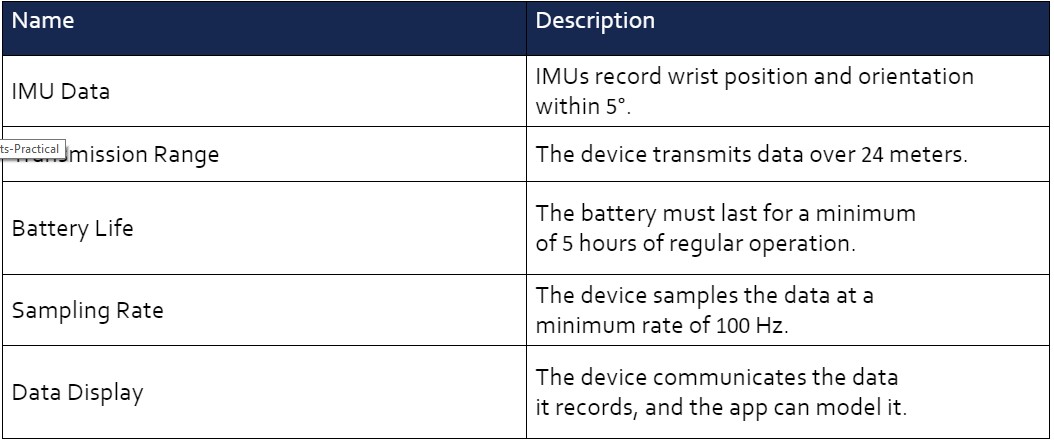 Name
Description
IMU Data
IMUs record wrist position and orientation
within 5°.
ts-Practical
Transmission Range
The device transmits data over 24 meters.
Battery Life
The battery must last for a minimum
of 5 hours of regular operation.
Sampling Rate
The device samples the data at a
minimum rate of 100 Hz.
Data Display
The device communicates the data
it records, and the app can model it.